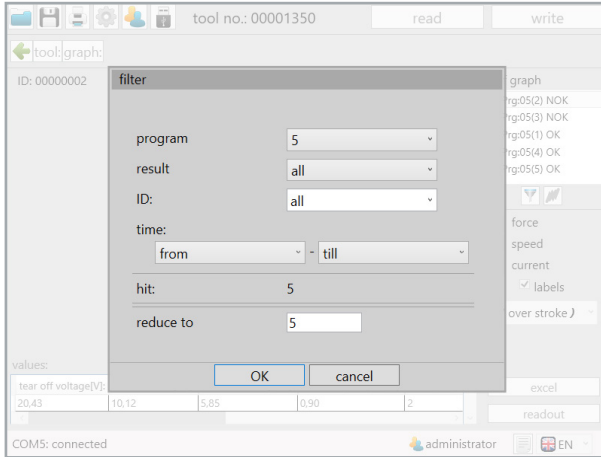 tool no.: 00001350 read write
tool: graph:
ID: 00000002
graph
Prg:05(2) NOK
Prg:05(3) NOK
Prg:05(1) OK
Prg:05(4) OK
Prg:05(5) OK
force
speed
current
labels
over stroke )
filter
program 5
result all
ID: all
time:
from - till
hit: 5
reduce to 5
OK cancel
values:
tear off voltage[V]:
20,43 10,12 5,85 0,90 2
excel
readout
COM5: connected administrator EN